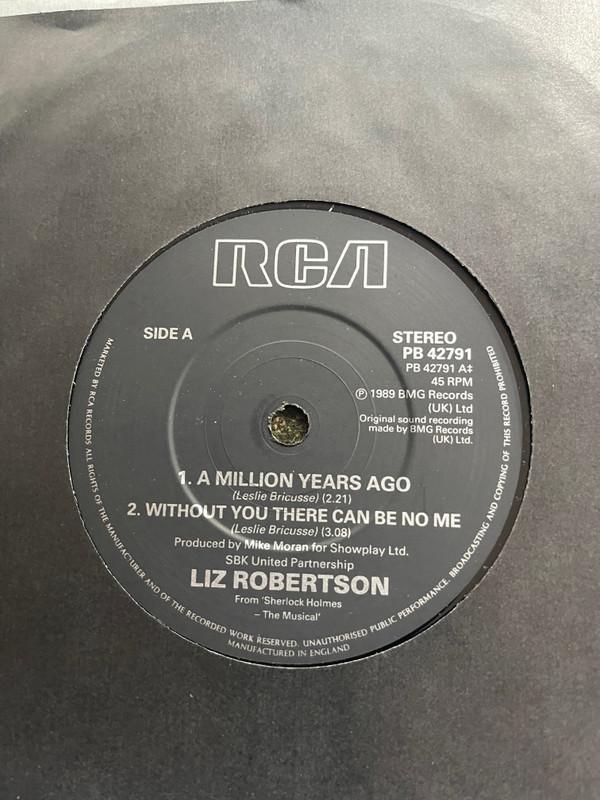 RCA
SIDE A
STEREO
PB 42791
PB 42791 A‡
45 RPM
℗ 1989 BMG Records
(UK) Ltd
Original sound recording
made by BMG Records
(UK) Ltd.
1. A MILLION YEARS AGO
(Leslie Bricusse) (2.21)
2. WITHOUT YOU THERE CAN BE NO ME
(Leslie Bricusse) (3.08)
Produced by Mike Moran for Showplay Ltd.
SBK United Partnership
LIZ ROBERTSON
From 'Sherlock Holmes
– The Musical'
MARKETED BY RCA RECORDS ALL RIGHTS OF THE MANUFACTURER AND OF THE RECORDED WORK RESERVED. UNAUTHORISED PUBLIC PERFORMANCE. BROADCASTING AND COPYING OF THIS RECORD PROHIBITED
MANUFACTURED IN ENGLAND